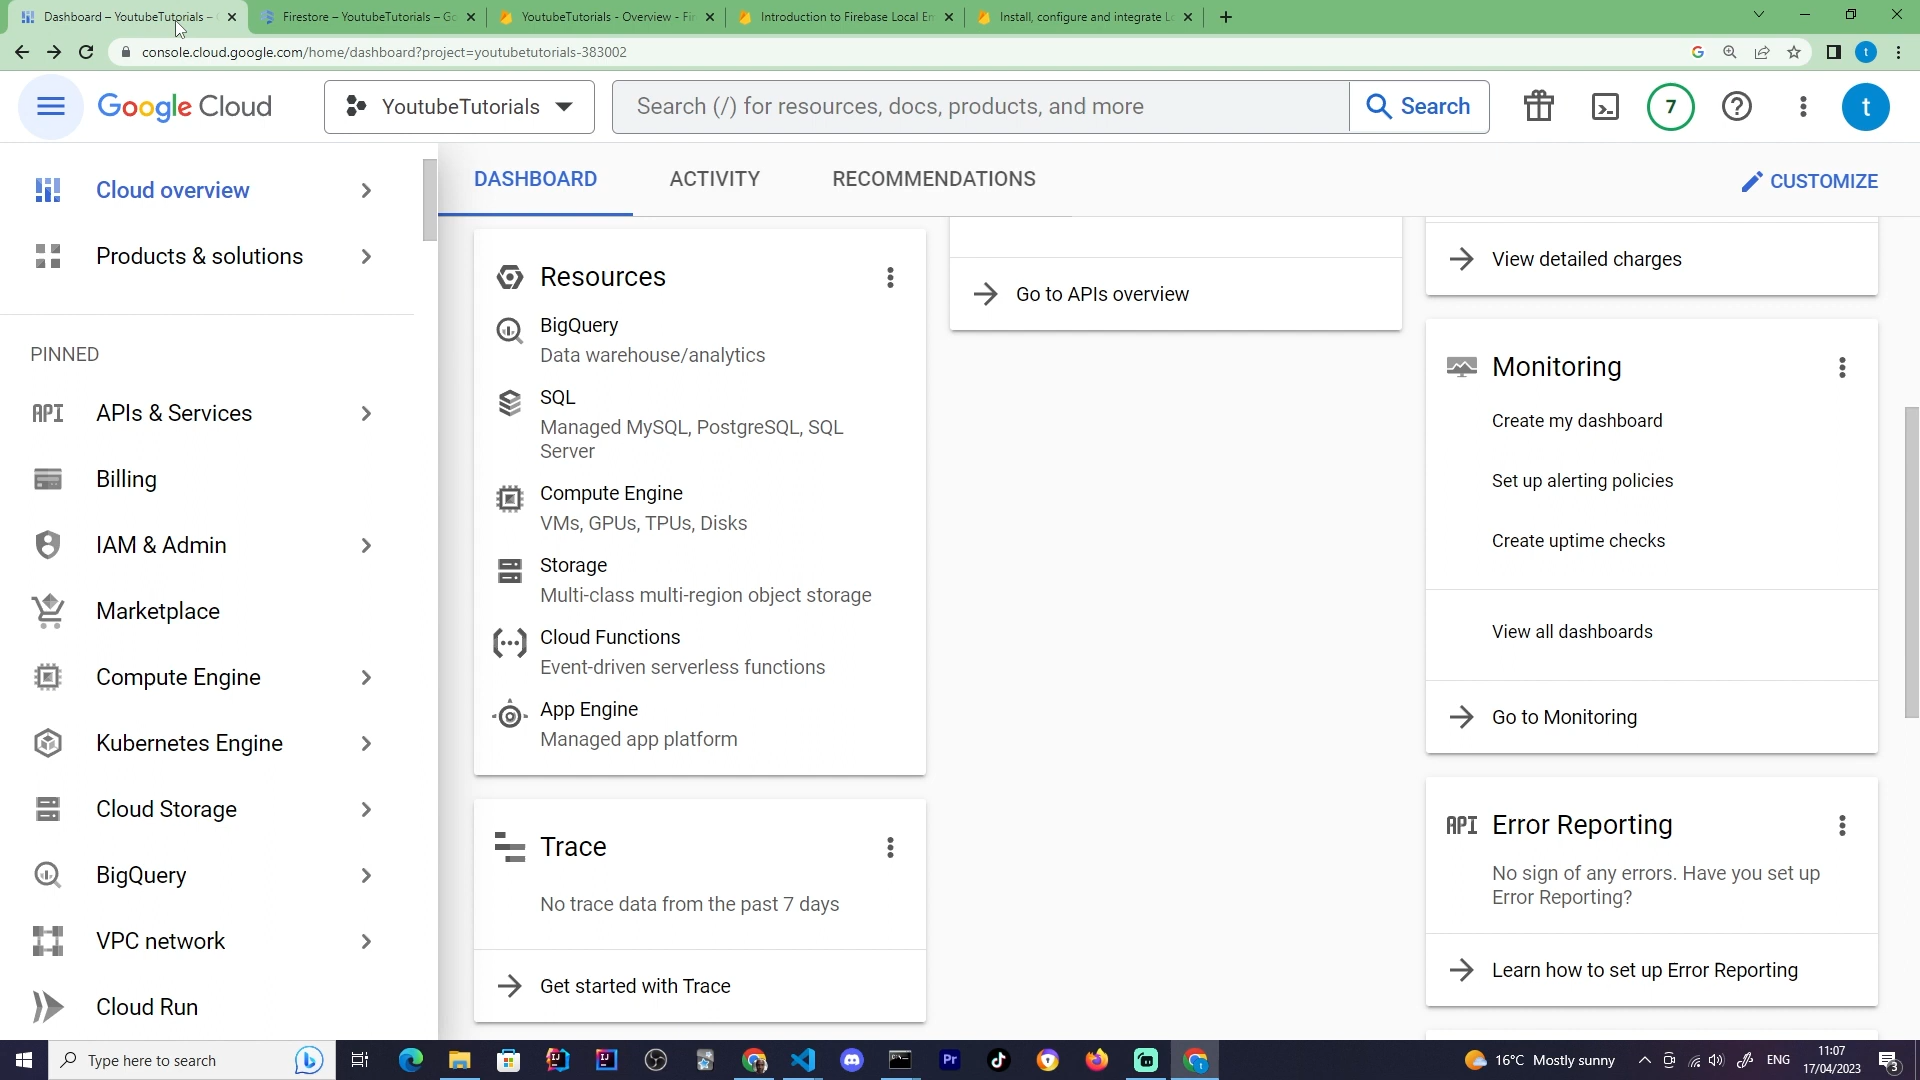 Dashboard – YoutubeTutorials –
Firestore – YoutubeTutorials – Go
YoutubeTutorials - Overview - Fir
Introduction to Firebase Local Em
Install, configure and integrate Lo
console.cloud.google.com/home/dashboard?project=youtubetutorials-383002
t
Google Cloud
YoutubeTutorials
Search (/) for resources, docs, products, and more
Search
7
t
Cloud overview
Products & solutions
PINNED
API APIs & Services
Billing
IAM & Admin
Marketplace
Compute Engine
Kubernetes Engine
Cloud Storage
BigQuery
VPC network
Cloud Run
DASHBOARD
ACTIVITY
RECOMMENDATIONS
CUSTOMIZE
Resources
BigQuery
Data warehouse/analytics
SQL
Managed MySQL, PostgreSQL, SQL
Server
Compute Engine
VMs, GPUs, TPUs, Disks
Storage
Multi-class multi-region object storage
Cloud Functions
Event-driven serverless functions
App Engine
Managed app platform
Trace
No trace data from the past 7 days
Get started with Trace
Go to APIs overview
View detailed charges
Monitoring
Create my dashboard
Set up alerting policies
Create uptime checks
View all dashboards
Go to Monitoring
API Error Reporting
No sign of any errors. Have you set up
Error Reporting?
Learn how to set up Error Reporting
Type here to search
Pr
16°C Mostly sunny
ENG
11:07
17/04/2023
3